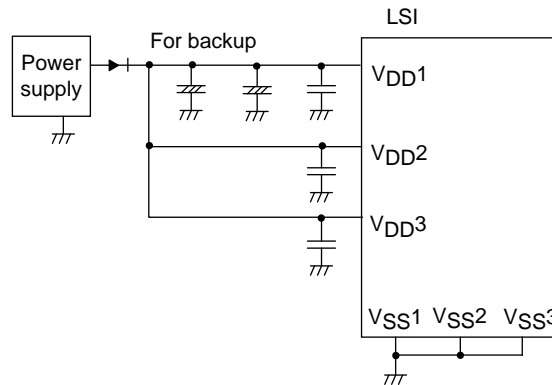 LSI
For backup
Power
supply
VDD1
VDD2
VDD3
VSS1 VSS2 VSS3